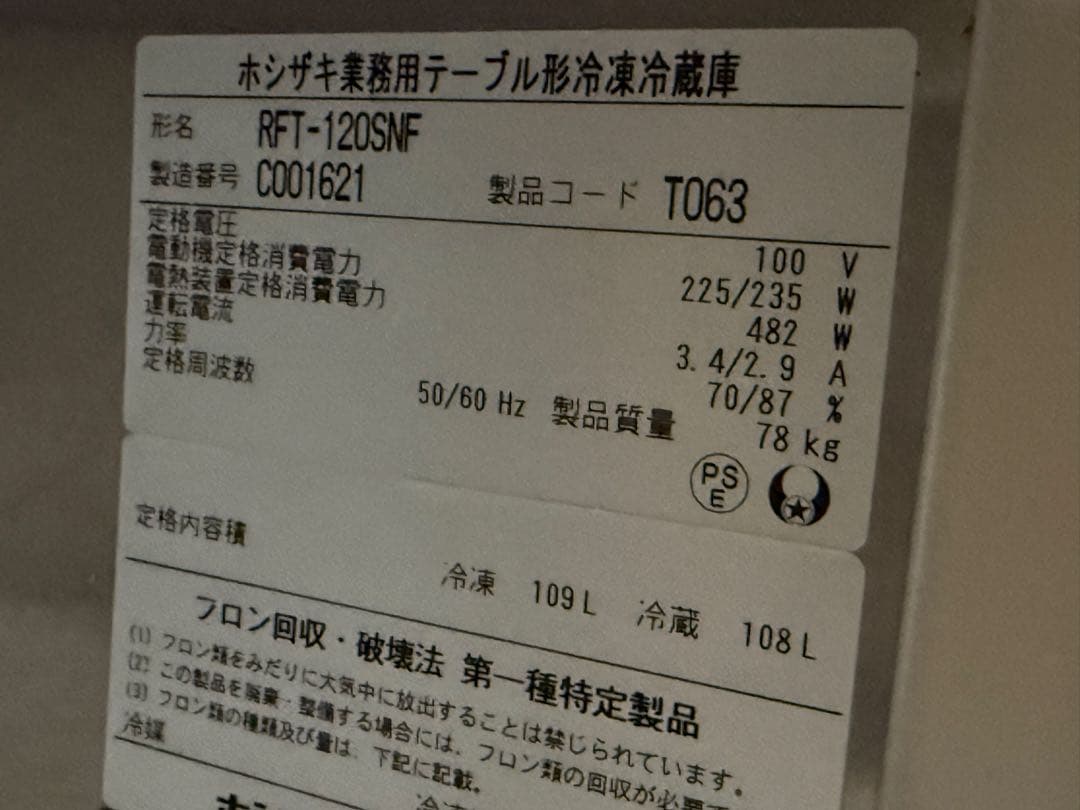 ホシザキ業務用テーブル形冷凍冷蔵庫
形名 RFT-120SNF
製造番号 C001621 製品コード T063
定格電圧 100 V
電動機定格消費電力 225/235 W
電熱装置定格消費電力 482 W
運転電流 3.4/2.9 A
力率 70/87 %
定格周波数 50/60 Hz 製品質量 78 kg
PS E
定格内容積
冷凍 109L 冷蔵 108L
フロン回収・破壊法 第一種特定製品
(1) フロン類をみだりに大気中に放出することは禁じられています。
(2) この製品を廃棄・整備する場合には、フロン類の回収が必要で
(3) フロン類の種類及び量は、下記に記載。
冷媒
冷凍
ホシ